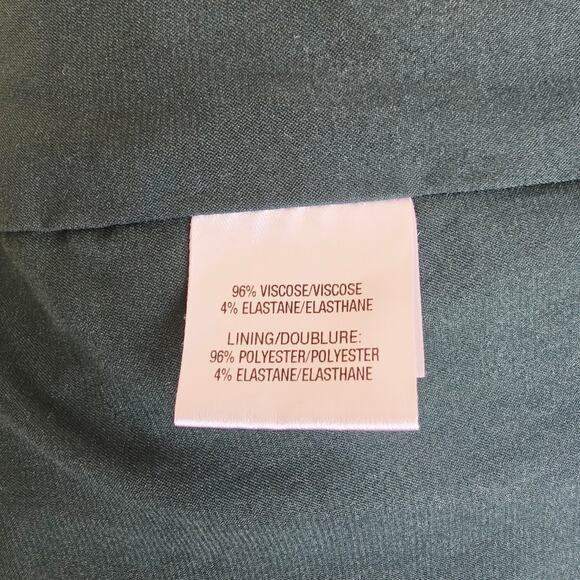 96% VISCOSE/VISCOSE
4% ELASTANE/ELASTHANE
LINING/DOUBLURE:
96% POLYESTER/POLYESTER
4% ELASTANE/ELASTHANE